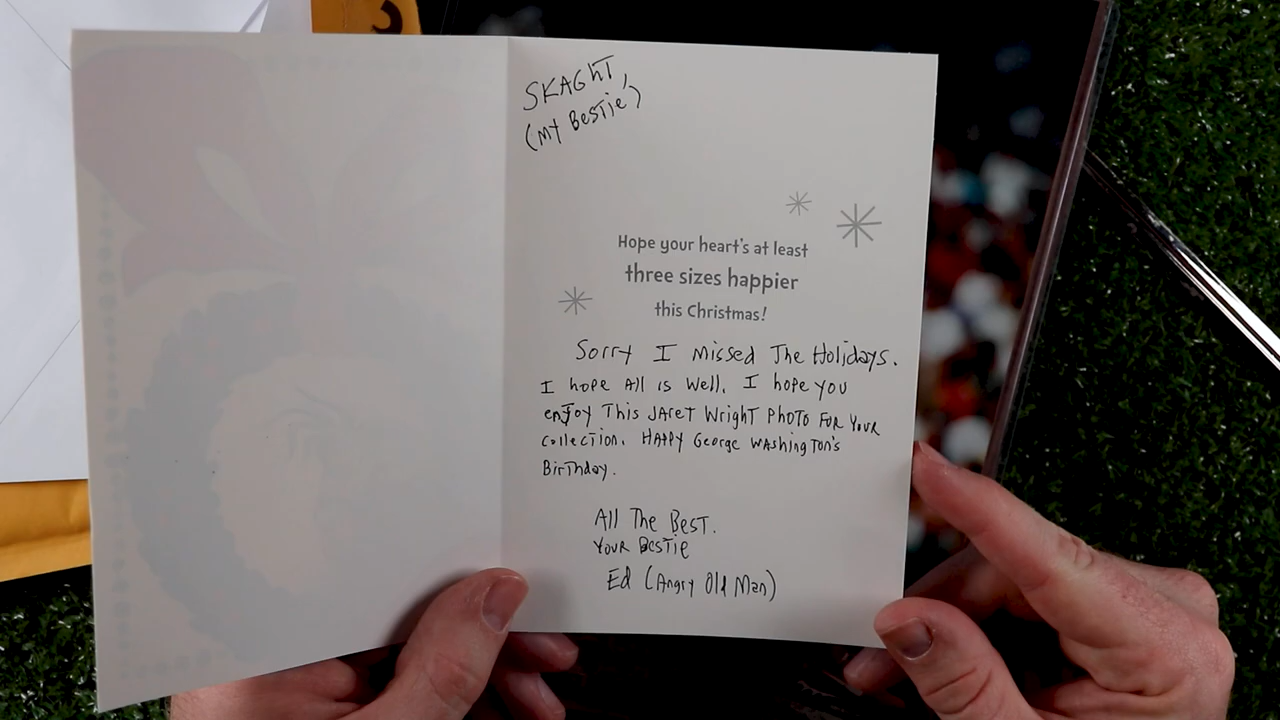 SKAGhT,
(My Bestie)
Hope your heart's at least
three sizes happier
this Christmas!
Sorry I missed The Holidays.
I hope All is Well. I hope you
enJoy This JAret Wright Photo For Your
collection. HAppy George WAshington's
Birthday.
All The Best.
Your Bestie
Ed (Angry Old Man)